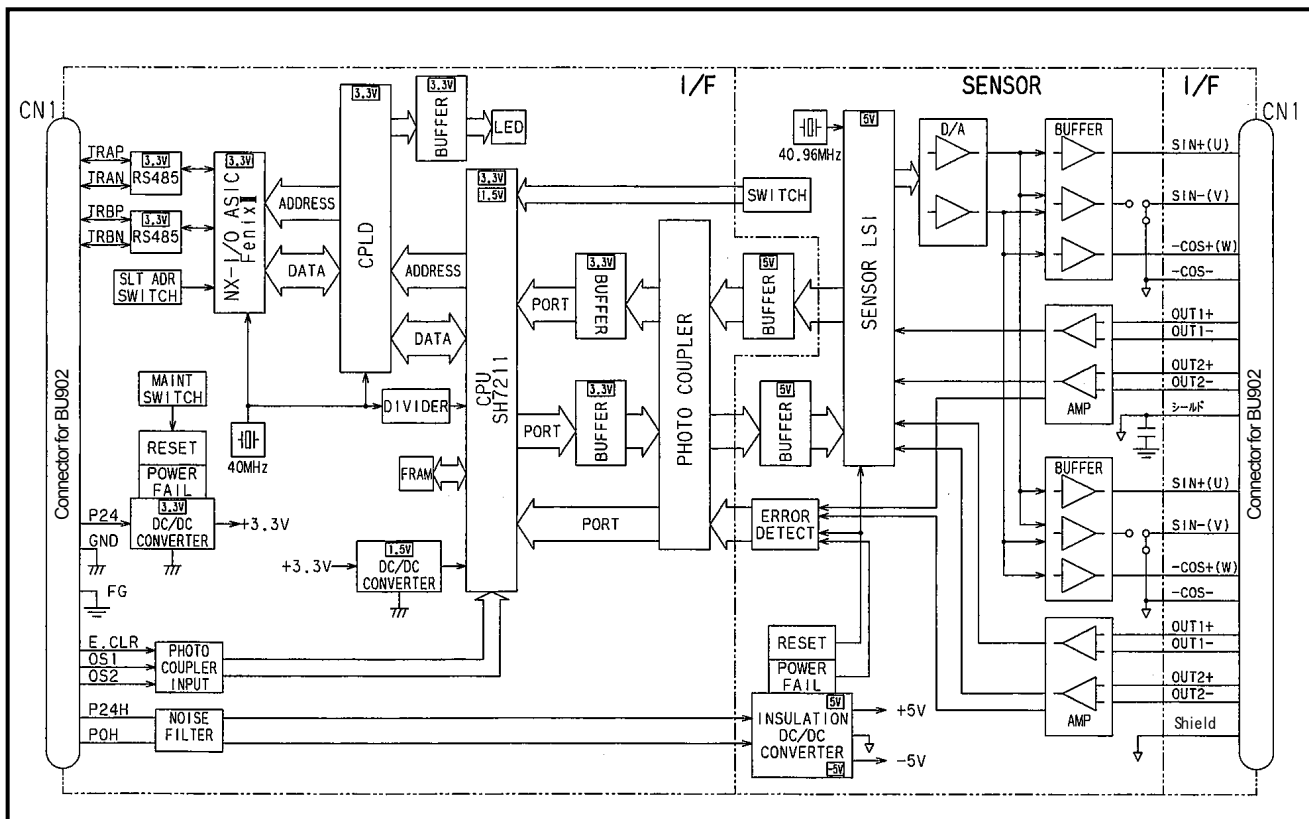 I/F
SENSOR
I/F
CN1
CN1
Connector for BU902
TRAP
TRAN
TRBP
TRBN
3.3V
RS485
3.3V
RS485
SLT ADR
SWITCH
3.3V
NX-I/O ASIC
FenixⅡ
ADDRESS
DATA
3.3V
CPLD
3.3V
BUFFER
LED
ADDRESS
DATA
3.3V
1.5V
CPU
SH7211
SWITCH
MAINT
SWITCH
RESET
POWER
FAIL
3.3V
DC/DC
CONVERTER
+3.3V
P24
GND
FG
40MHz
DIVIDER
FRAM
+3.3V
1.5V
DC/DC
CONVERTER
PORT
3.3V
BUFFER
PORT
3.3V
BUFFER
PORT
PHOTO COUPLER
5V
BUFFER
5V
BUFFER
ERROR
DETECT
E.CLR
OS1
OS2
PHOTO
COUPLER
INPUT
P24H
P0H
NOISE
FILTER
RESET
POWER
FAIL
5V
INSULATION
DC/DC
CONVERTER
-5V
+5V
-5V
40.96MHz
5V
SENSOR LSI
D/A
BUFFER
SIN+(U)
SIN-(V)
-COS+(W)
-COS-
OUT1+
OUT1-
OUT2+
OUT2-
AMP
シールド
BUFFER
SIN+(U)
SIN-(V)
-COS+(W)
-COS-
OUT1+
OUT1-
OUT2+
OUT2-
AMP
Shield
Connector for BU902